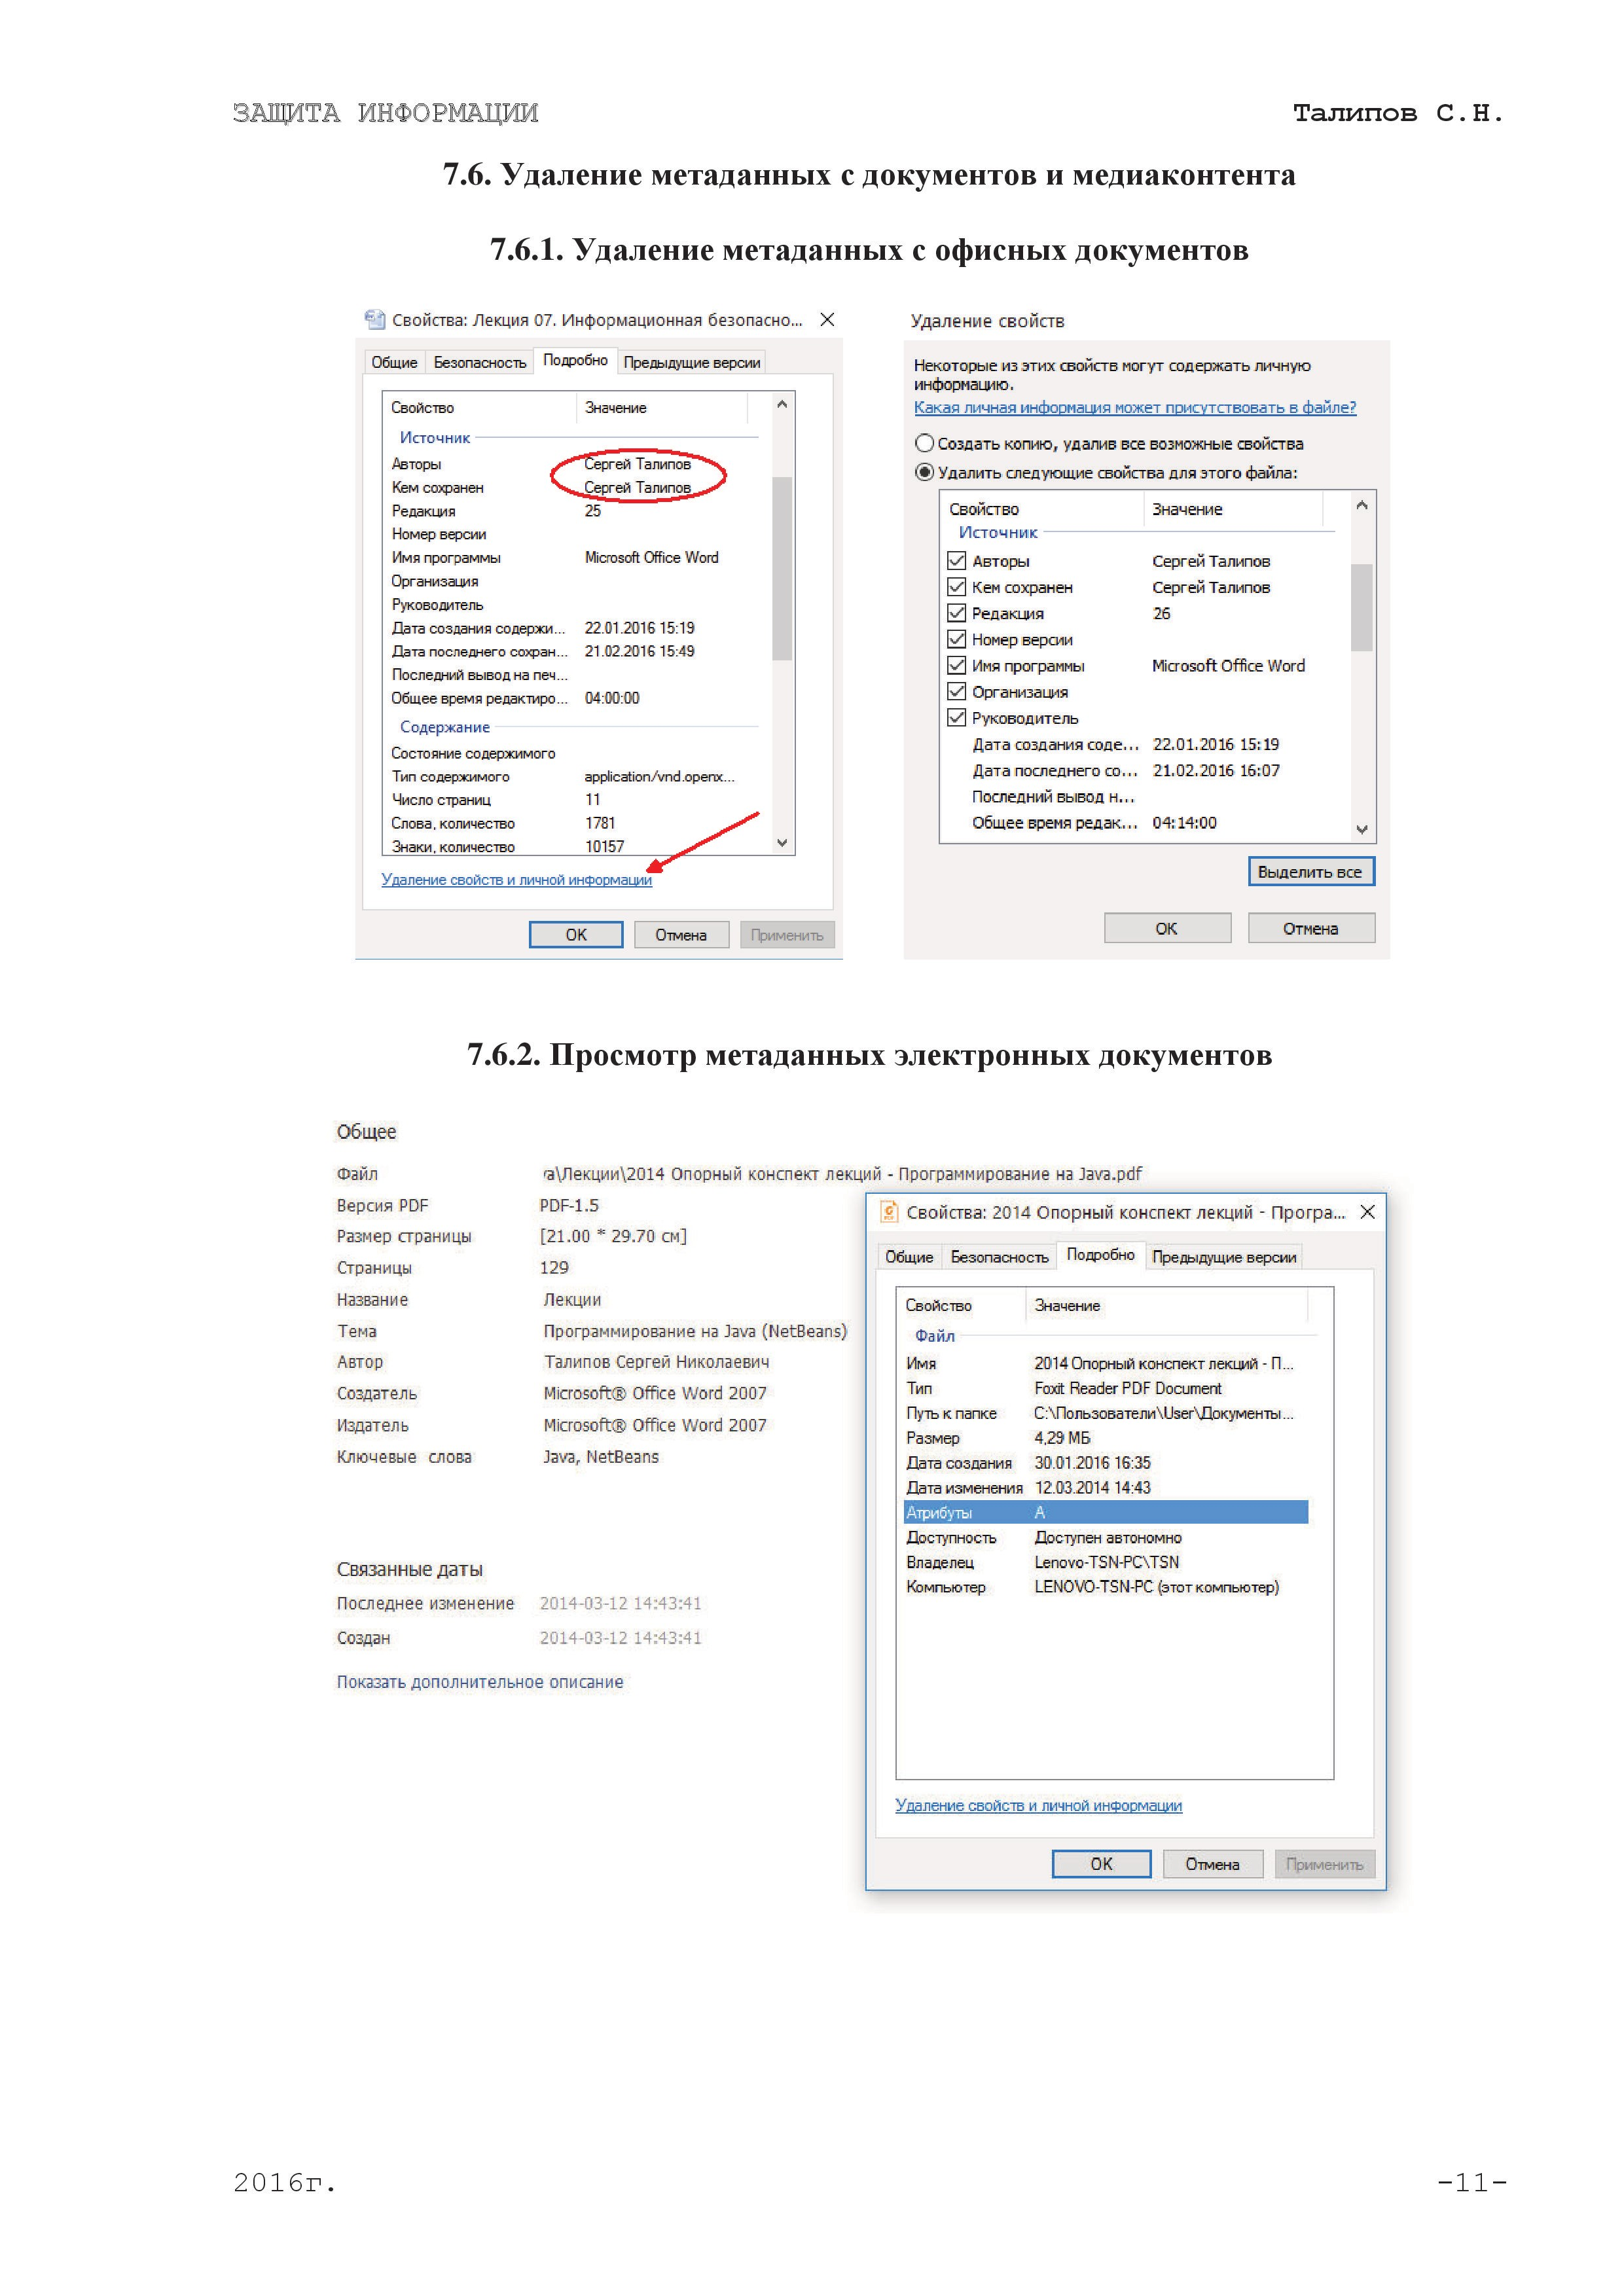 ЗАЩИТА ИНФОРМАЦИИ Талипов С.Н.
7.6. Удаление метаданных с документов и медиаконтента
7.6.1. Удаление метаданных с офисных документов
Свойства: Лекция 07. Информационная безопасно...
Общие Безопасность Подробно Предыдущие версии
Свойство Значение
Источник
Авторы Сергей Талипов
Кем сохранен Сергей Талипов
Редакция 25
Номер версии
Имя программы Microsoft Office Word
Организация
Руководитель
Дата создания содержи... 22.01.2016 15:19
Дата последнего сохран... 21.02.2016 15:49
Последний вывод на печ...
Общее время редактиро... 04:00:00
Содержание
Состояние содержимого
Тип содержимого application/vnd.openx...
Число страниц 11
Слова, количество 1781
Знаки, количество 10157
Удаление свойств и личной информации
ОК Отмена Применить
Удаление свойств
Некоторые из этих свойств могут содержать личную
информацию.
Какая личная информация может присутствовать в файле?
Создать копию, удалив все возможные свойства
Удалить следующие свойства для этого файла:
Свойство Значение
Источник
Авторы Сергей Талипов
Кем сохранен Сергей Талипов
Редакция 26
Номер версии
Имя программы Microsoft Office Word
Организация
Руководитель
Дата создания соде... 22.01.2016 15:19
Дата последнего со... 21.02.2016 16:07
Последний вывод н...
Общее время редак... 04:14:00
Выделить все
ОК Отмена
7.6.2. Просмотр метаданных электронных документов
Общее
Файл а\Лекции\2014 Опорный конспект лекций - Программирование на Java.pdf
Версия PDF PDF-1.5
Размер страницы [21.00 * 29.70 см]
Страницы 129
Название Лекции
Тема Программирование на Java (NetBeans)
Автор Талипов Сергей Николаевич
Создатель Microsoft® Office Word 2007
Издатель Microsoft® Office Word 2007
Ключевые слова Java, NetBeans
Связанные даты
Последнее изменение 2014-03-12 14:43:41
Создан 2014-03-12 14:43:41
Показать дополнительное описание
Свойства: 2014 Опорный конспект лекций - Програ...
Общие Безопасность Подробно Предыдущие версии
Свойство Значение
Файл
Имя 2014 Опорный конспект лекций - П...
Тип Foxit Reader PDF Document
Путь к папке C:\Пользователи\User\Документы...
Размер 4,29 МБ
Дата создания 30.01.2016 16:35
Дата изменения 12.03.2014 14:43
Атрибуты A
Доступность Доступен автономно
Владелец Lenovo-TSN-PC\TSN
Компьютер LENOVO-TSN-PC (этот компьютер)
Удаление свойств и личной информации
ОК Отмена Применить
2016г. -11-